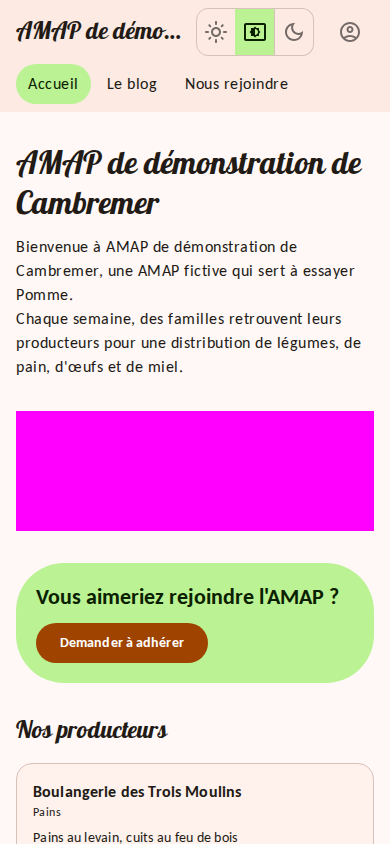 AMAP de démo...
Accueil
Le blog
Nous rejoindre
AMAP de démonstration de
Cambremer
Bienvenue à AMAP de démonstration de
Cambremer, une AMAP fictive qui sert à essayer
Pomme.
Chaque semaine, des familles retrouvent leurs
producteurs pour une distribution de légumes, de
pain, d'œufs et de miel.
Vous aimeriez rejoindre l'AMAP ?
Demander à adhérer
Nos producteurs
Boulangerie des Trois Moulins
Pains
Pains au levain, cuits au feu de bois